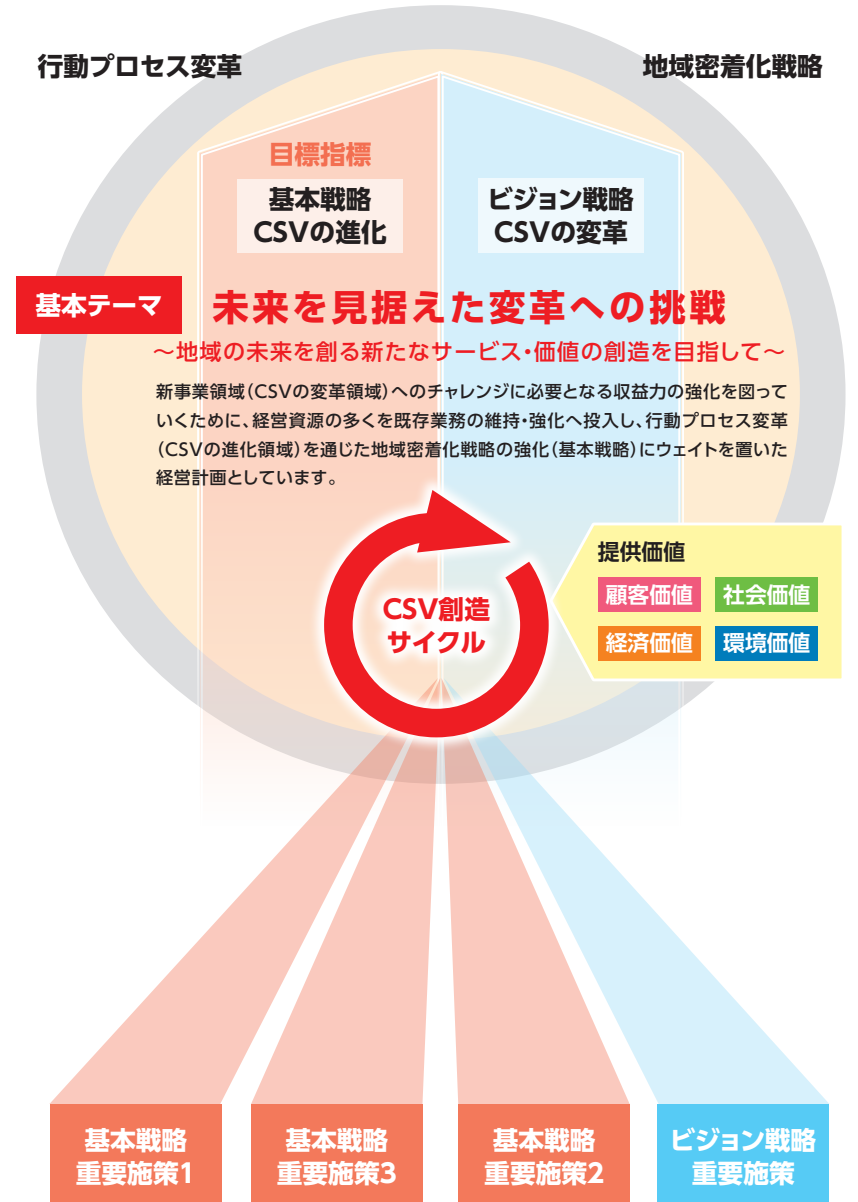 行動プロセス変革
地域密着化戦略
目標指標
基本戦略
CSVの進化
ビジョン戦略
CSVの変革
基本テーマ
未来を見据えた変革への挑戦
～地域の未来を創る新たなサービス・価値の創造を目指して～
新事業領域（CSVの変革領域）へのチャレンジに必要となる収益力の強化を図って
いくために、経営資源の多くを既存業務の維持・強化へ投入し、行動プロセス変革
（CSVの進化領域）を通じた地域密着化戦略の強化（基本戦略）にウェイトを置いた
経営計画としています。
CSV創造
サイクル
提供価値
顧客価値
社会価値
経済価値
環境価値
基本戦略
重要施策1
基本戦略
重要施策3
基本戦略
重要施策2
ビジョン戦略
重要施策